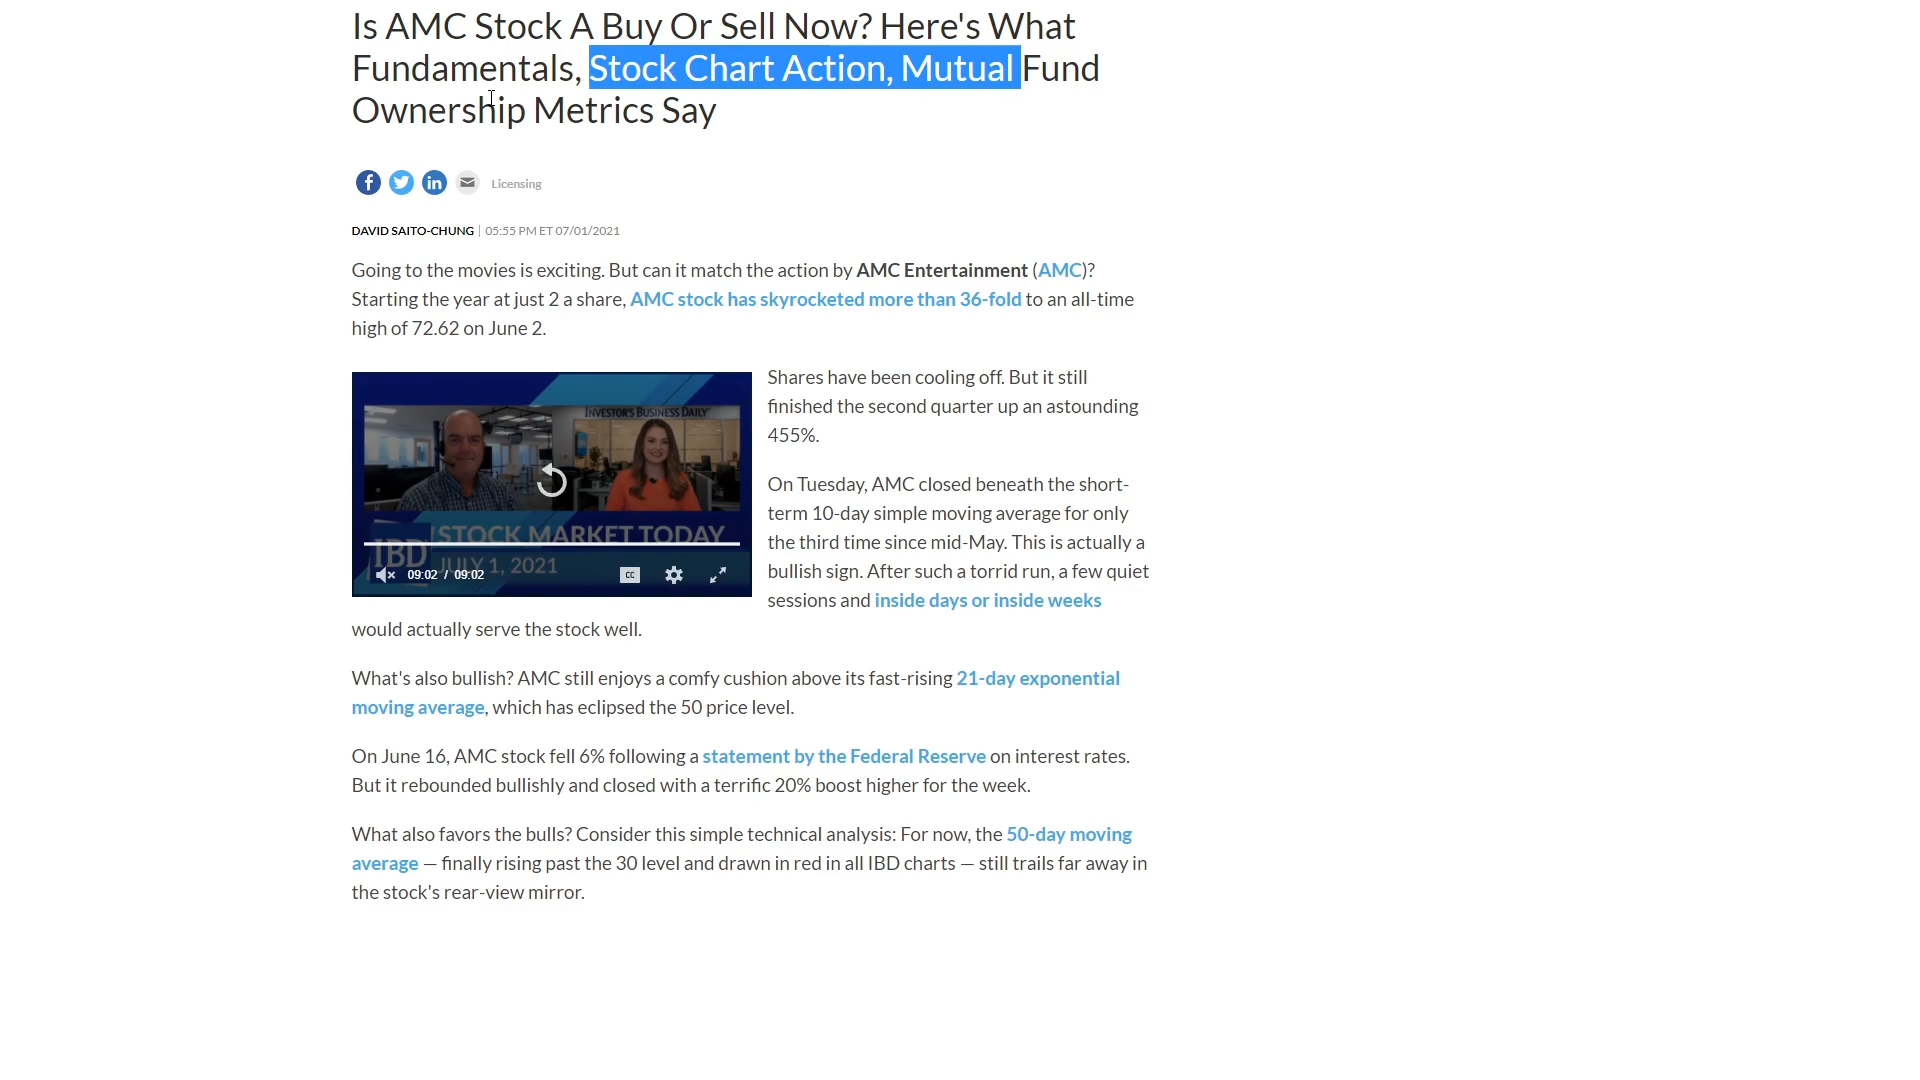 Is AMC Stock A Buy Or Sell Now? Here's What
Fundamentals, Stock Chart Action, Mutual Fund
Ownership Metrics Say
Licensing
DAVID SAITO-CHUNG | 05:55 PM ET 07/01/2021
Going to the movies is exciting. But can it match the action by AMC Entertainment (AMC)?
Starting the year at just 2 a share, AMC stock has skyrocketed more than 36-fold to an all-time
high of 72.62 on June 2.
INVESTOR'S BUSINESS DAILY
STOCK MARKET TODAY
IBD
JULY 1, 2021
09:02 / 09:02
CC
Shares have been cooling off. But it still
finished the second quarter up an astounding
455%.
On Tuesday, AMC closed beneath the short-
term 10-day simple moving average for only
the third time since mid-May. This is actually a
bullish sign. After such a torrid run, a few quiet
sessions and inside days or inside weeks
would actually serve the stock well.
What's also bullish? AMC still enjoys a comfy cushion above its fast-rising 21-day exponential
moving average, which has eclipsed the 50 price level.
On June 16, AMC stock fell 6% following a statement by the Federal Reserve on interest rates.
But it rebounded bullishly and closed with a terrific 20% boost higher for the week.
What also favors the bulls? Consider this simple technical analysis: For now, the 50-day moving
average — finally rising past the 30 level and drawn in red in all IBD charts — still trails far away in
the stock's rear-view mirror.